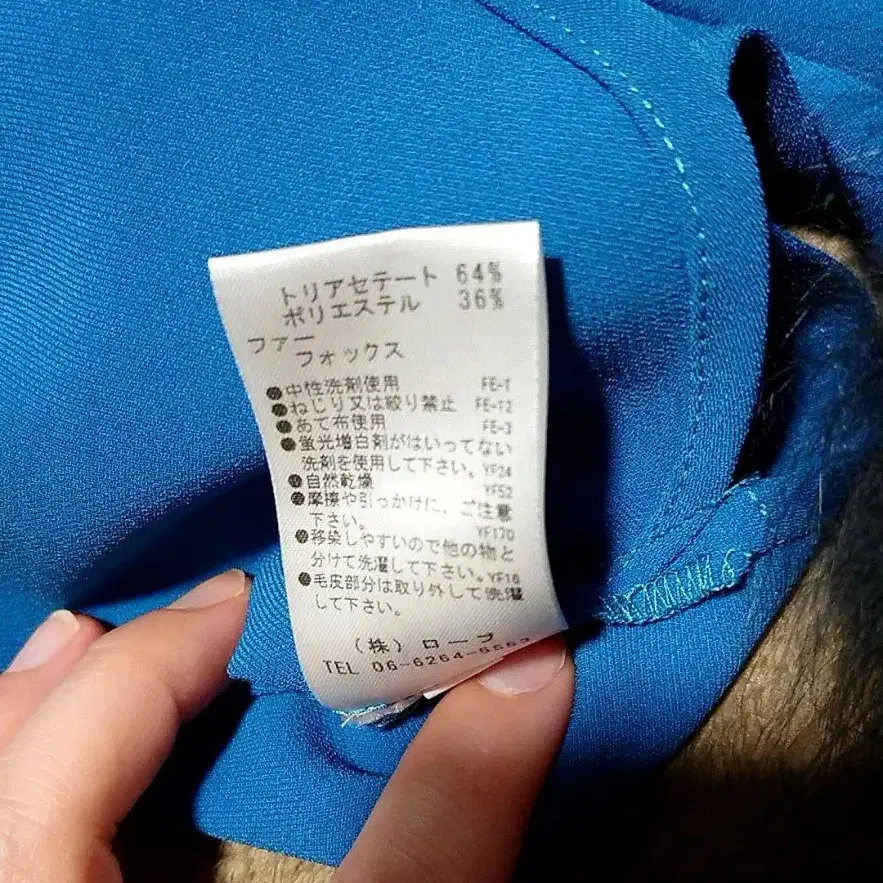 トリアセテート 64%
ポリエステル 36%
ファー
フォックス
●中性洗剤使用 FE-1
●ねじり又は絞り禁止 FE-12
●あて布使用 FE-3
●蛍光増白剤がはいってない
洗剤を使用して下さい。YF24
●自然乾燥 YF52
●摩擦や引っかけに、ご注意
下さい。 YF170
●移染しやすいので他の物と
分けて洗濯して下さい。YF16
●毛皮部分は取り外して洗濯
して下さい。
(株) ローブ
TEL 06-6264-